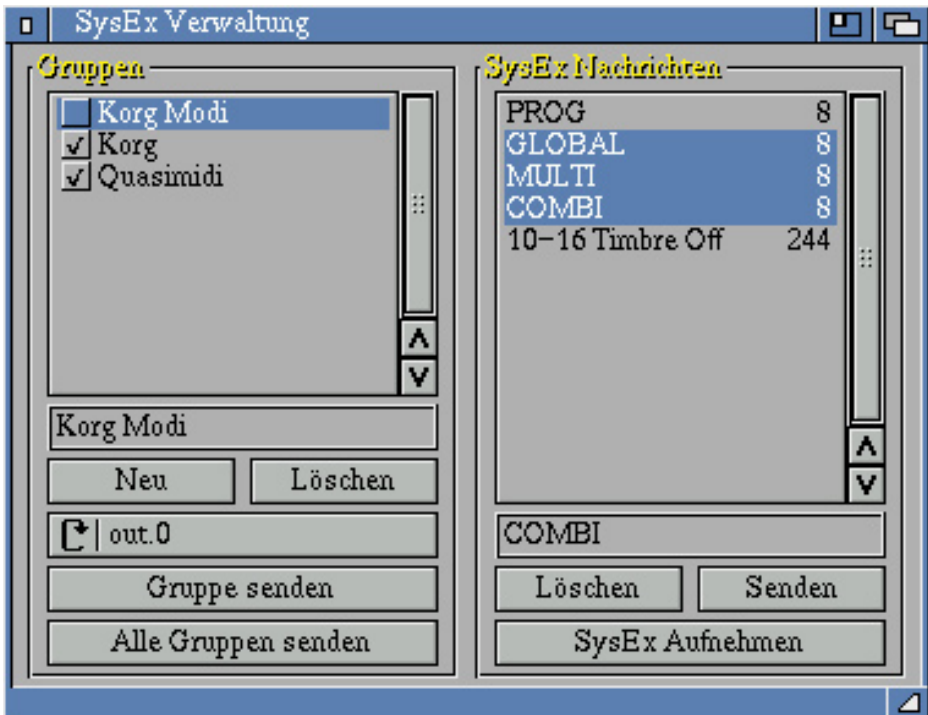 SysEx Verwaltung
Gruppen
Korg Modi
Korg
Quasimidi
Korg Modi
Neu
Löschen
out.0
Gruppe senden
Alle Gruppen senden
SysEx Nachrichten
PROG 8
GLOBAL 8
MULTI 8
COMBI 8
10-16 Timbre Off 244
COMBI
Löschen
Senden
SysEx Aufnehmen